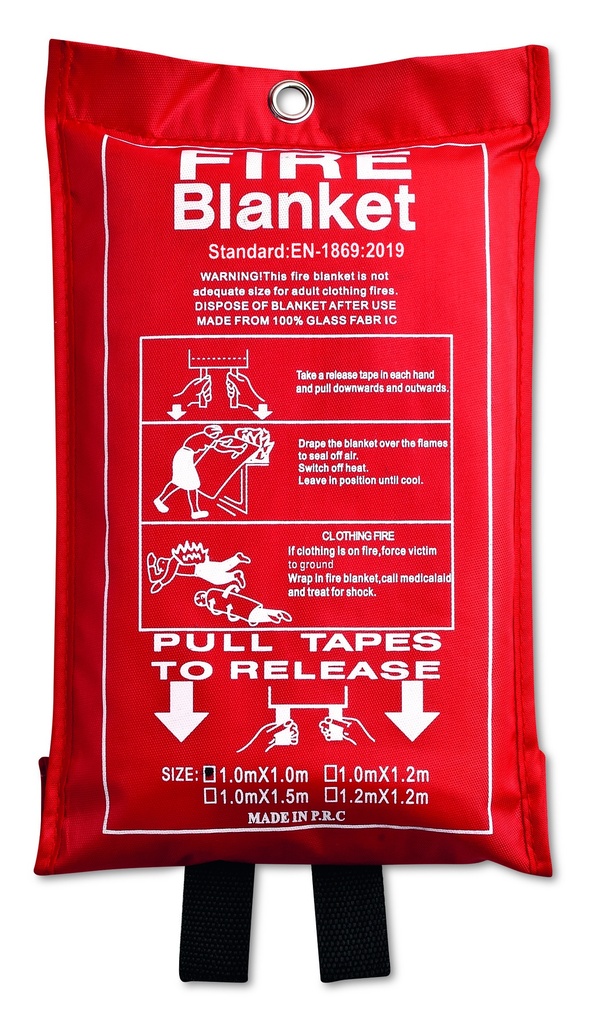 FIRE
Blanket
Standard:EN-1869:2019
WARNING!This fire blanket is not
adequate size for adult clothing fires.
DISPOSE OF BLANKET AFTER USE
MADE FROM 100% GLASS FABR IC
Take a release tape in each hand
and pull downwards and outwards.
Drape the blanket over the flames
to seal off air.
Switch off heat.
Leave in position until cool.
CLOTHING FIRE
If clothing is on fire,force victim
to ground
Wrap in fire blanket,call medicalaid
and treat for shock.
PULL TAPES
TO RELEASE
SIZE: 1.0mX1.0m 1.0mX1.2m
1.0mX1.5m 1.2mX1.2m
MADE IN P.R.C